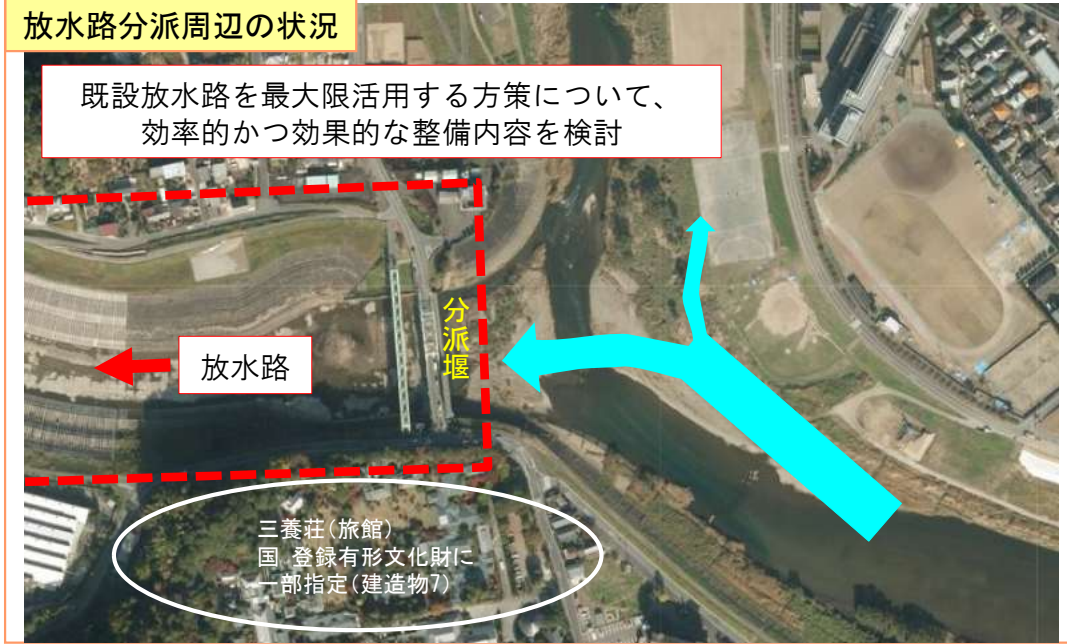 放水路分派周辺の状況
既設放水路を最大限活用する方策について、
効率的かつ効果的な整備内容を検討
分派堰
放水路
三養荘(旅館)
国 登録有形文化財に
一部指定(建造物7)